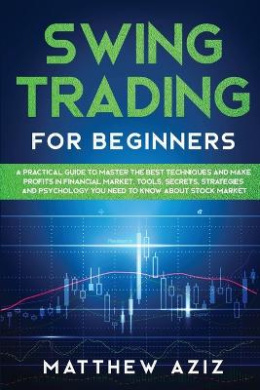 SWING
TRADING
FOR BEGINNERS
A PRACTICAL GUIDE TO MASTER THE BEST TECHNIQUES AND MAKE
PROFITS IN FINANCIAL MARKET. TOOLS, SECRETS, STRATEGIES
AND PSYCHOLOGY YOU NEED TO KNOW ABOUT STOCK MARKET
MATTHEW AZIZ